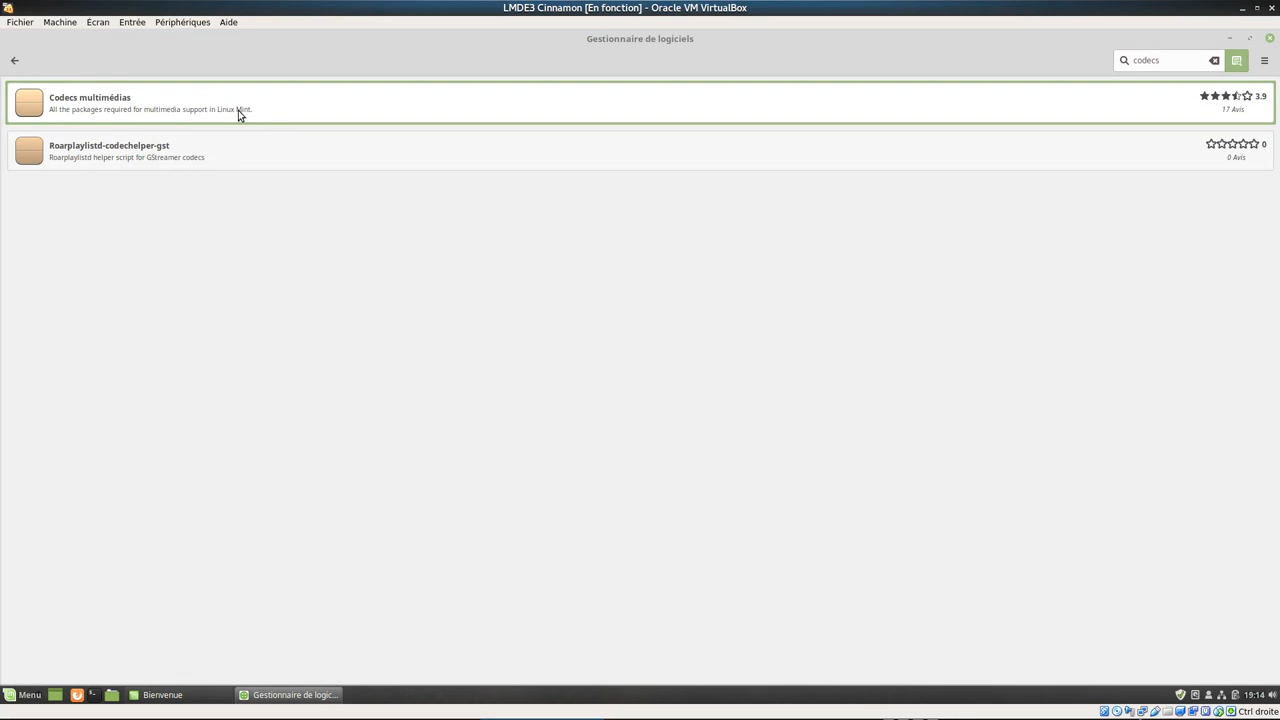 LMDE3 Cinnamon [En fonction] - Oracle VM VirtualBox
Fichier Machine Écran Entrée Périphériques Aide
Gestionnaire de logiciels
codecs
Codecs multimédias
All the packages required for multimedia support in Linux Mint.
3.9
17 Avis
Roarplaylistd-codechelper-gst
Roarplaylistd helper script for GStreamer codecs
0
0 Avis
Menu Bienvenue Gestionnaire de logic... 19:14
Ctrl droite